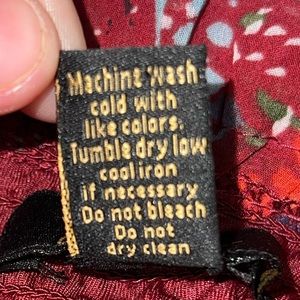 Machine wash
cold with
like colors.
Tumble dry low
cool iron
if necessary
Do not bleach
Do not
dry clean